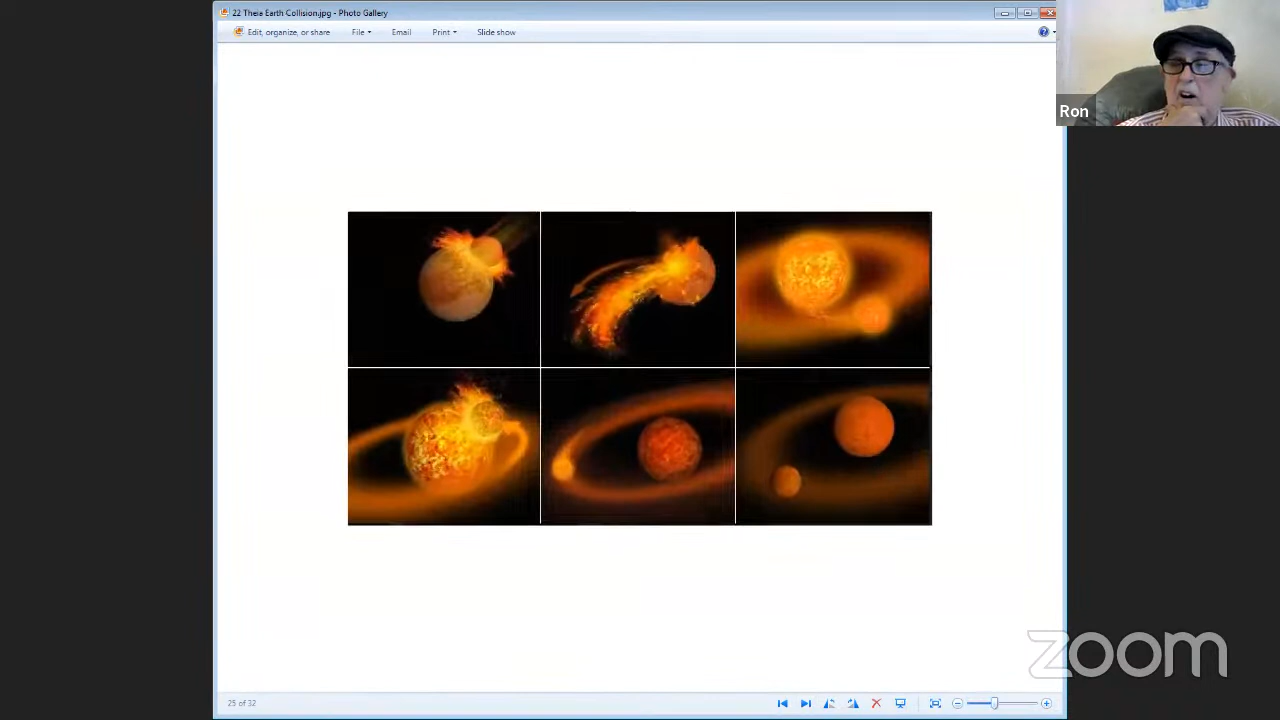 22 Theia Earth Collision.jpg - Photo Gallery
Edit, organize, or share File Email Print Slide show
Ron
zoom
25 of 32